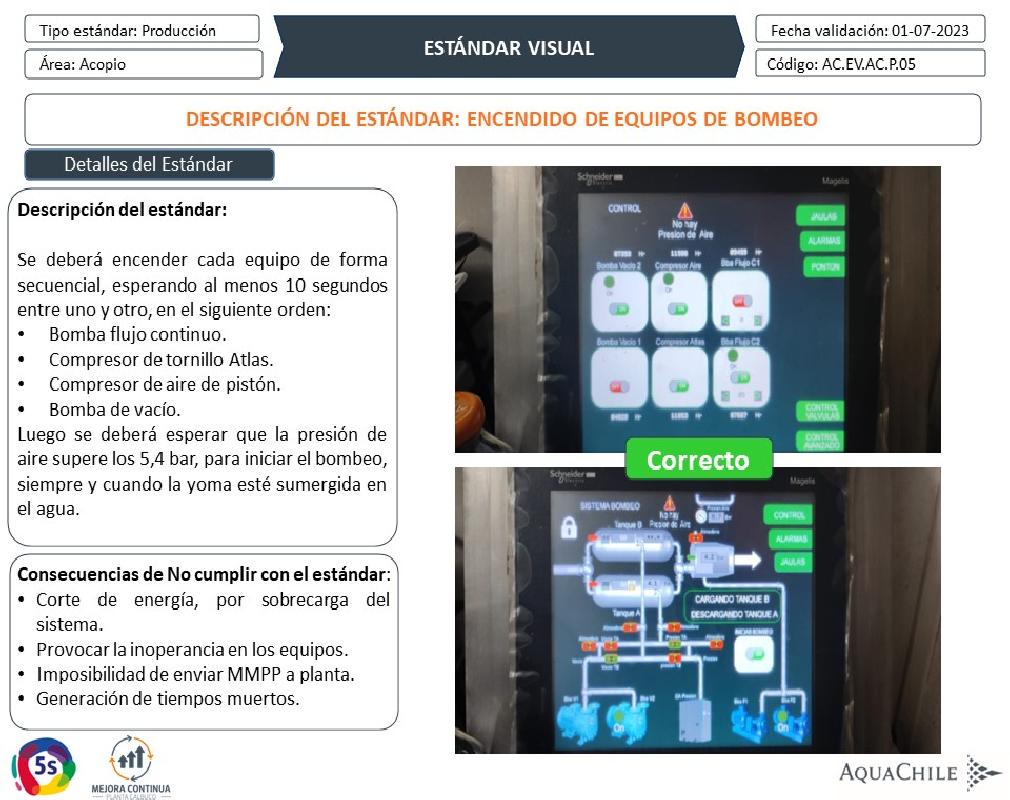 Tipo estándar: Producción
Área: Acopio
ESTÁNDAR VISUAL
Fecha validación: 01-07-2023
Código: AC.EV.AC.P.05
DESCRIPCIÓN DEL ESTÁNDAR: ENCENDIDO DE EQUIPOS DE BOMBEO
Detalles del Estándar
Descripción del estándar:
Se deberá encender cada equipo de forma
secuencial, esperando al menos 10 segundos
entre uno y otro, en el siguiente orden:
• Bomba flujo continuo.
• Compresor de tornillo Atlas.
• Compresor de aire de pistón.
• Bomba de vacío.
Luego se deberá esperar que la presión de
aire supere los 5,4 bar, para iniciar el bombeo,
siempre y cuando la yoma esté sumergida en
el agua.
Consecuencias de No cumplir con el estándar:
• Corte de energía, por sobrecarga del
sistema.
• Provocar la inoperancia en los equipos.
• Imposibilidad de enviar MMPP a planta.
• Generación de tiempos muertos.
Schneider
Electric
Magelis
CONTROL
No hay
Presion de Aire
JAULAS
ALARMAS
PONTON
Bomba Vacio 2
Compresor Aire
Bba Flujo C1
ON
ON
OFF
Bomba Vacio 1
Compresor Atlas
Bba Flujo C2
OFF
ON
ON
CONTROL
VALVULAS
CONTROL
AVANZADO
Correcto
Schneider
Electric
Magelis
SISTEMA BOMBEO
No hay
Presion de Aire
Tanque B
CONTROL
ALARMAS
JAULAS
Tanque A
CARGANDO TANQUE B
DESCARGANDO TANQUE A
INICIAR BOMBEO
On
On
5s
MEJORA CONTINUA
PLANTA CALBUCO
AQUACHILE